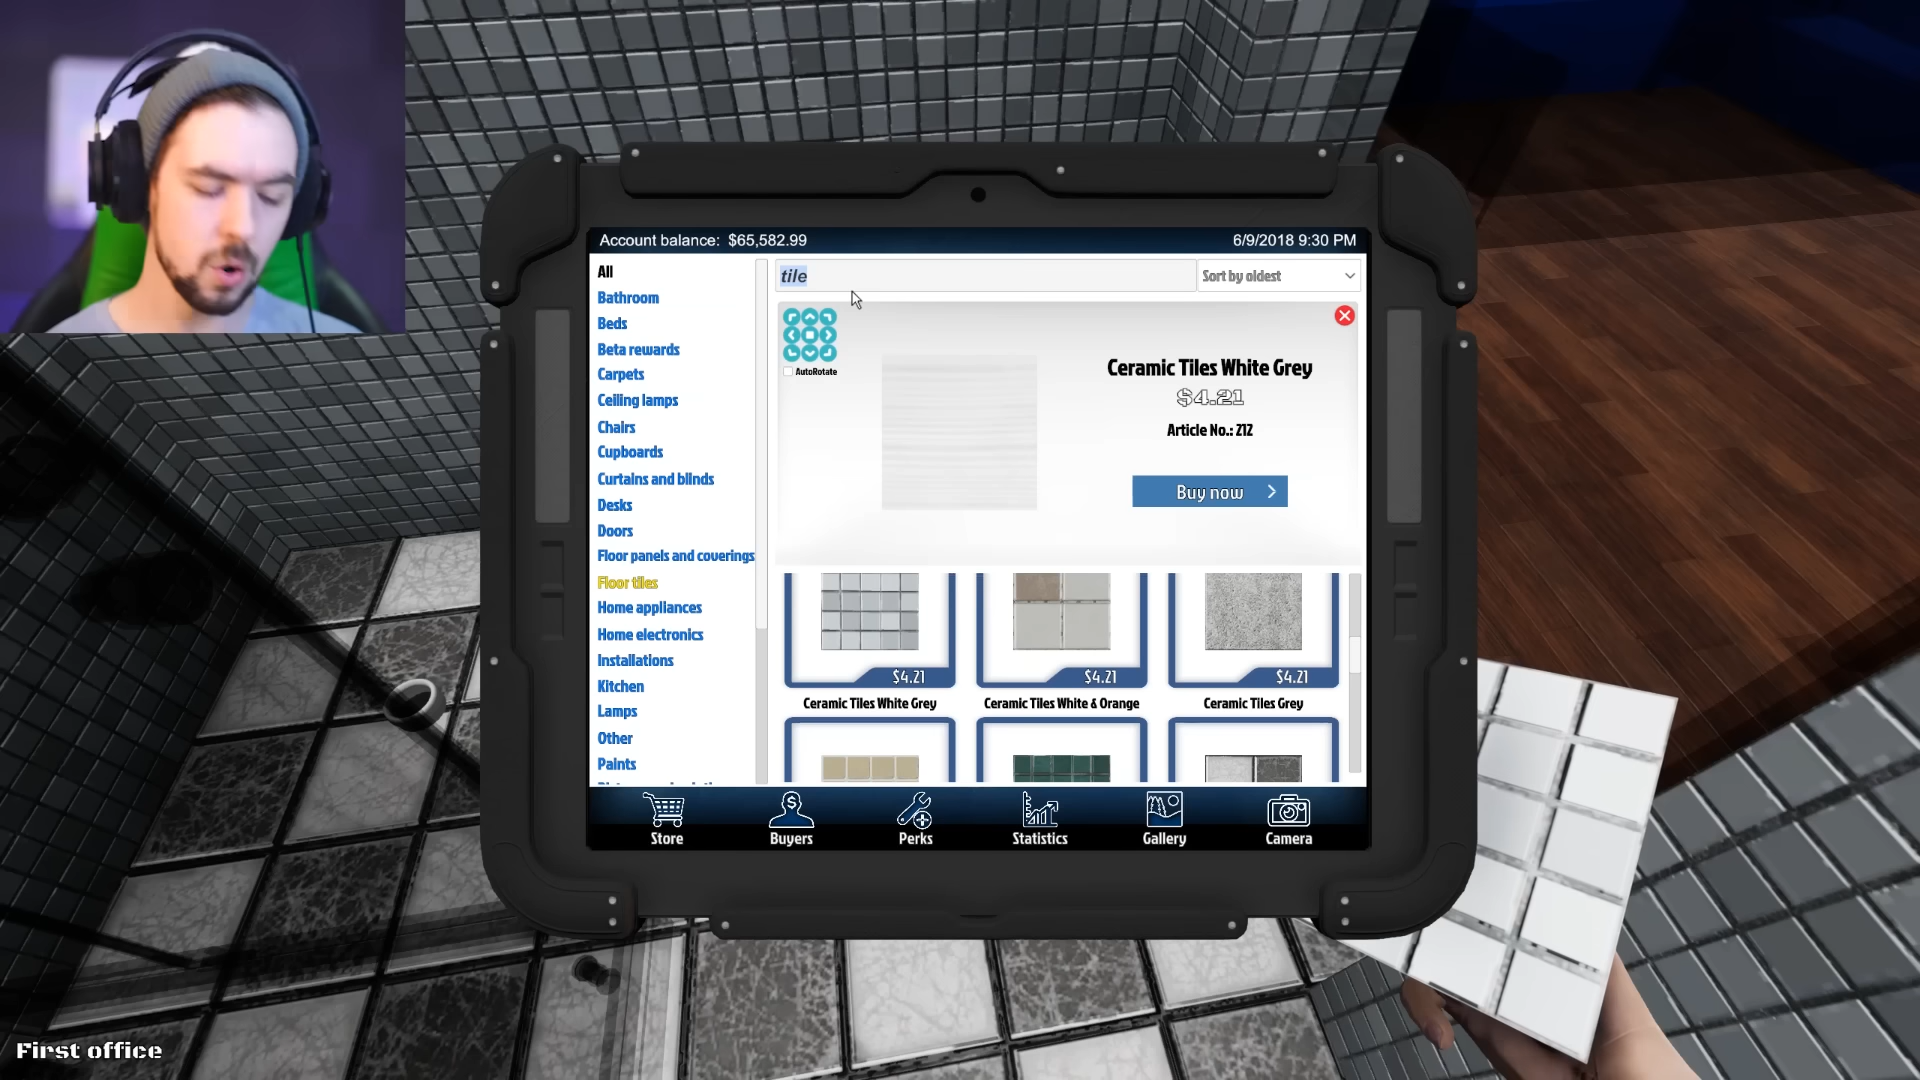 Account balance: $65,582.99
6/9/2018 9:30 PM
All
Bathroom
Beds
Beta rewards
Carpets
Ceiling lamps
Chairs
Cupboards
Curtains and blinds
Desks
Doors
Floor panels and coverings
Floor tiles
Home appliances
Home electronics
Installations
Kitchen
Lamps
Other
Paints
tile
Sort by oldest
AutoRotate
Ceramic Tiles White Grey
$4.21
Article No.: 212
Buy now
$4.21
$4.21
$4.21
Ceramic Tiles White Grey
Ceramic Tiles White & Orange
Ceramic Tiles Grey
Store
Buyers
Perks
Statistics
Gallery
Camera
First office